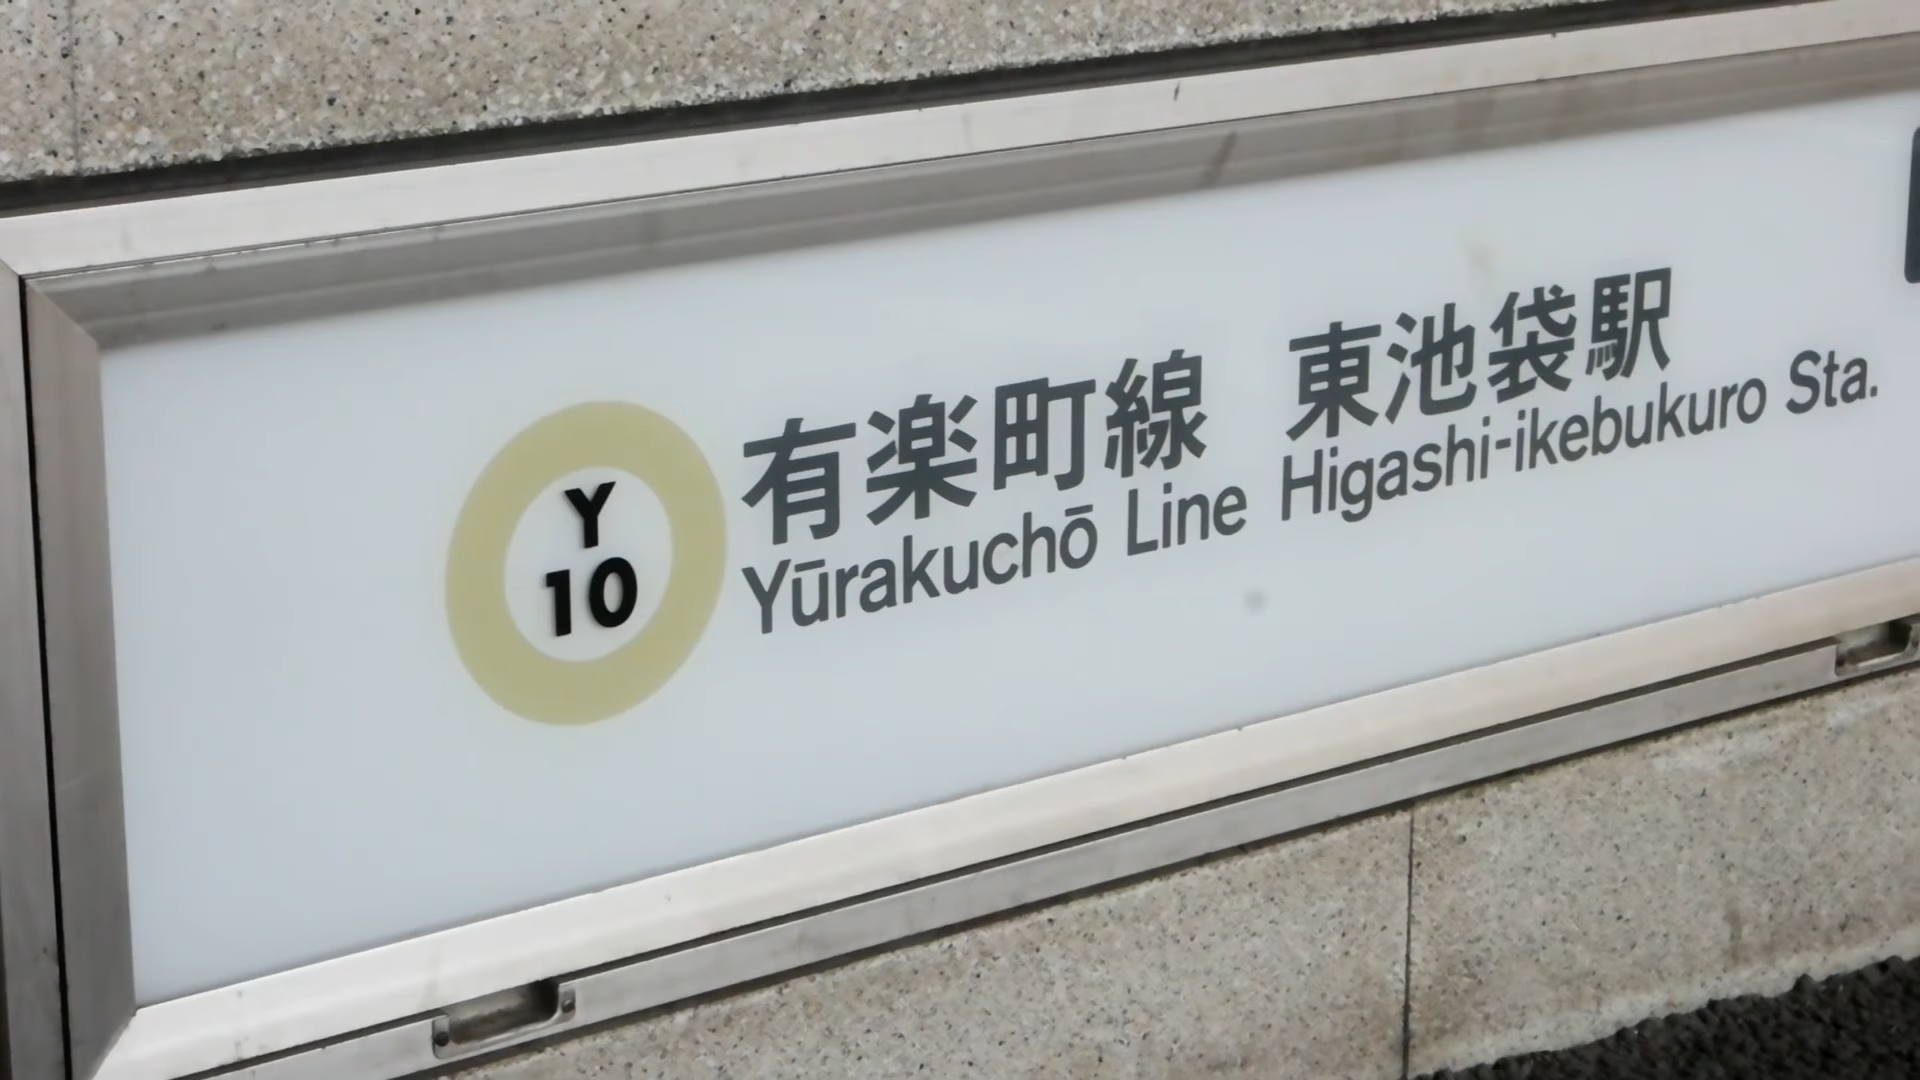 Y
10
有楽町線 東池袋駅
Yūrakuchō Line Higashi-ikebukuro Sta.